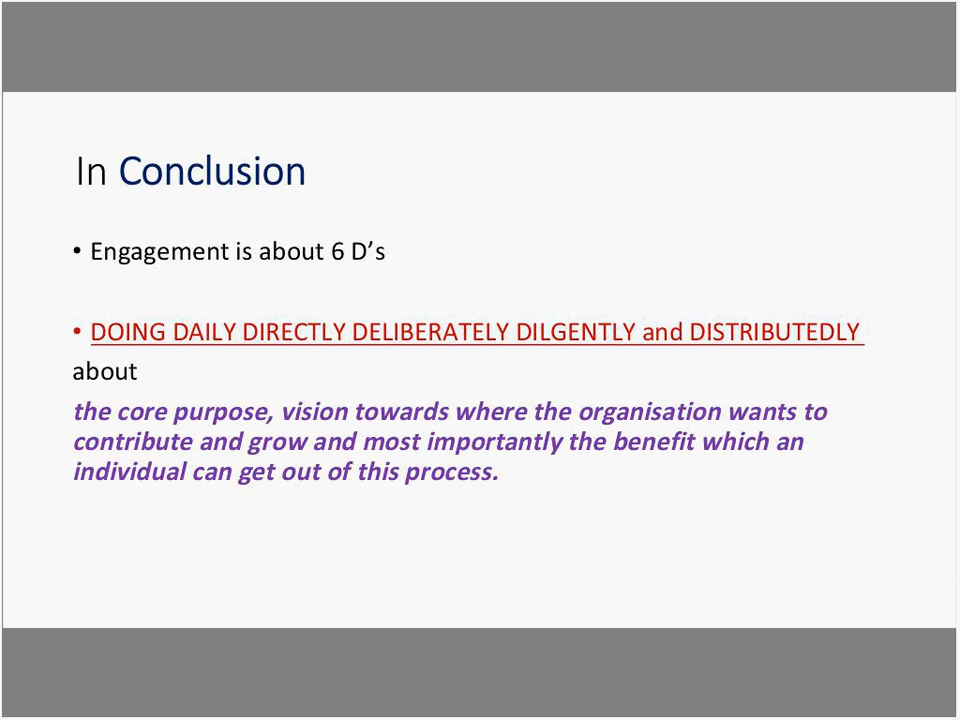 In Conclusion
• Engagement is about 6 D’s
• DOING DAILY DIRECTLY DELIBERATELY DILGENTLY and DISTRIBUTEDLY
about
the core purpose, vision towards where the organisation wants to
contribute and grow and most importantly the benefit which an
individual can get out of this process.